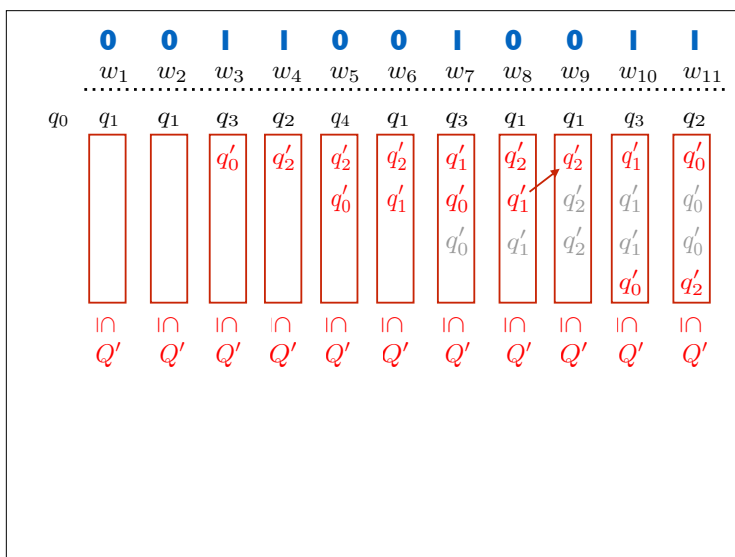 0 0 1 1 0 0 1 0 0 1 1
w₁ w₂ w₃ w₄ w₅ w₆ w₇ w₈ w₉ w₁₀ w₁₁
q₀ q₁ q₁ q₃ q₂ q₄ q₁ q₃ q₁ q₁ q₃ q₂
q′₀ q′₂ q′₂ q′₂ q′₁ q′₂ q′₂ q′₁ q′₀
q′₀ q′₁ q′₀ q′₁ q′₂ q′₁ q′₀
q′₀ q′₁ q′₂ q′₁ q′₀
q′₀ q′₂
⊆ ⊆ ⊆ ⊆ ⊆ ⊆ ⊆ ⊆ ⊆ ⊆ ⊆
Q′ Q′ Q′ Q′ Q′ Q′ Q′ Q′ Q′ Q′ Q′